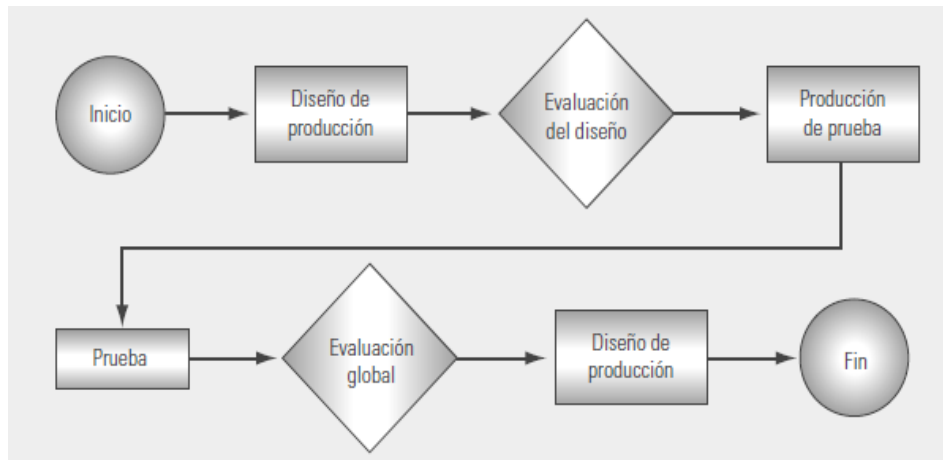 Inicio
Diseño de
producción
Evaluación
del diseño
Producción
de prueba
Prueba
Evaluación
global
Diseño de
producción
Fin